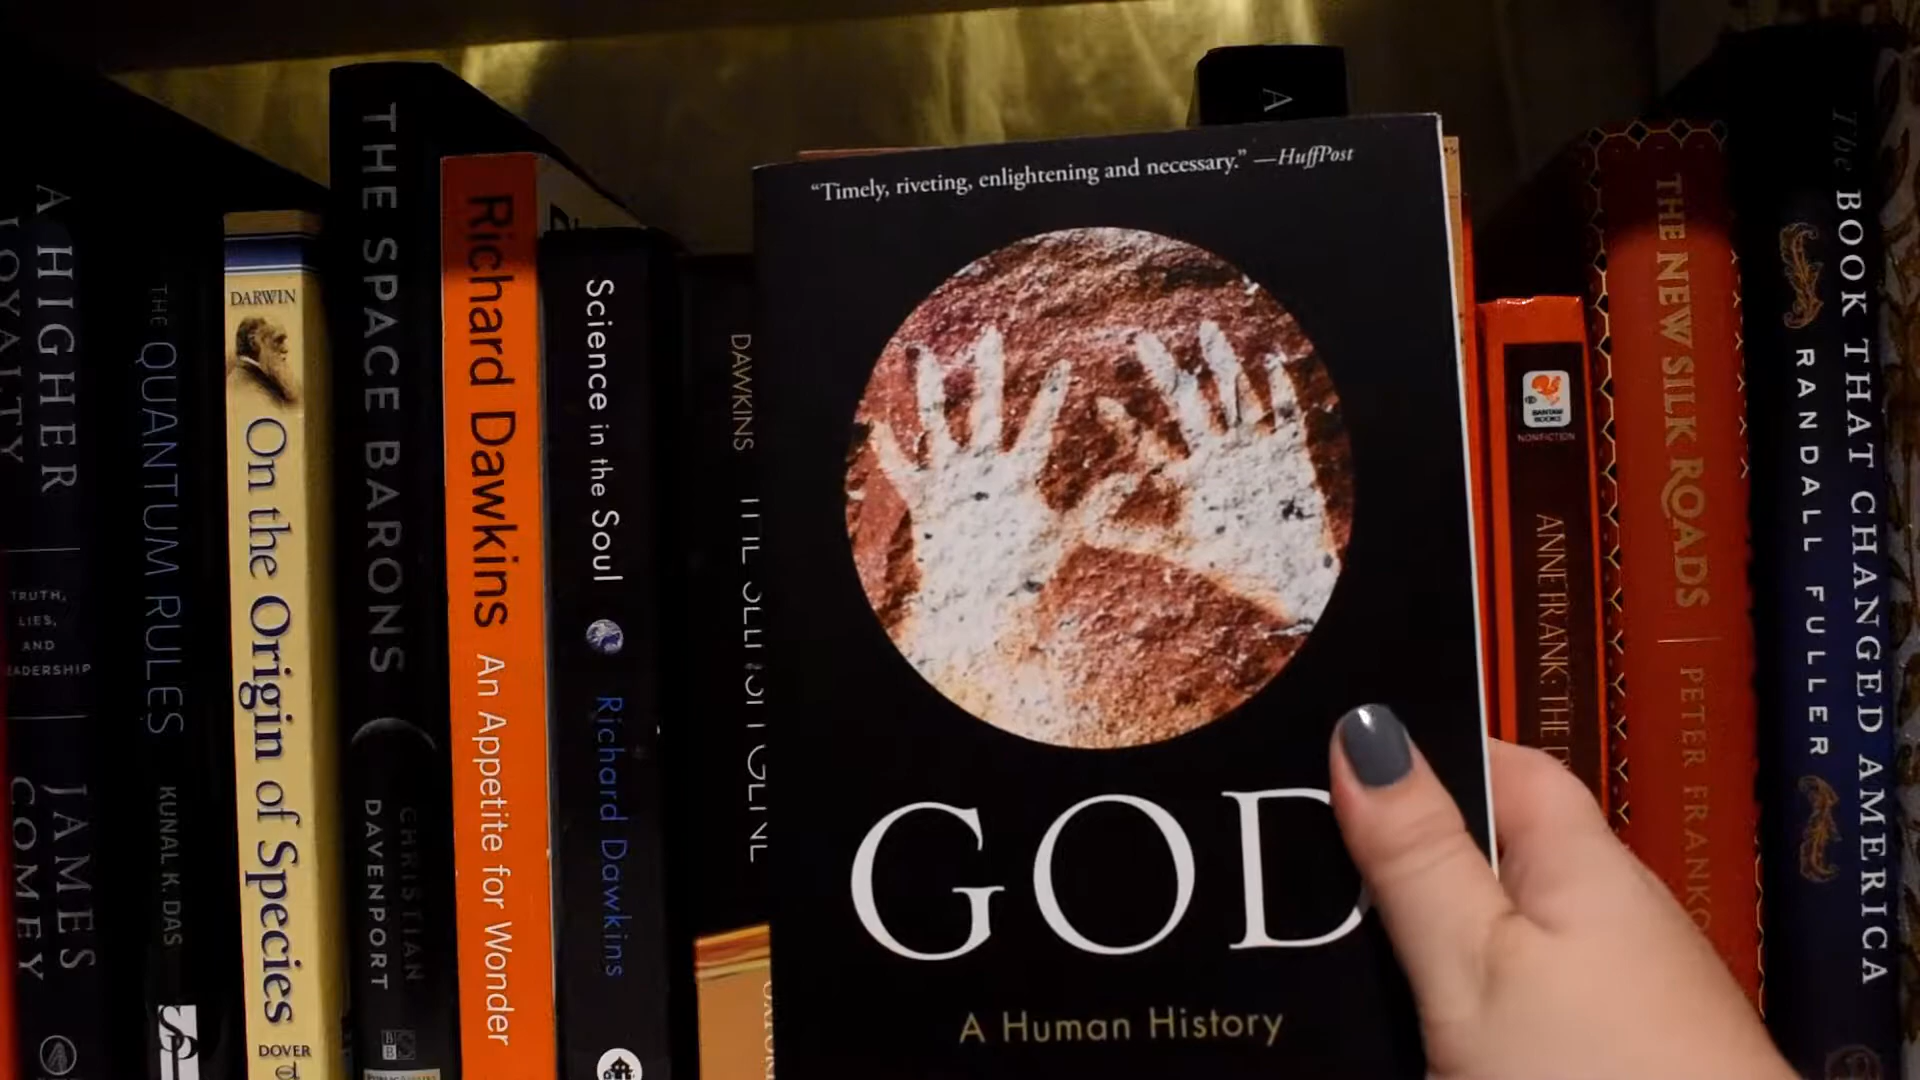 A HIGHER
LOYALTY
TRUTH,
LIES,
AND
JAMES
COMEY
THE QUANTUM RULES
KUNAL K. DAS
DARWIN
On the Origin of Species
DOVER
THE SPACE BARONS
CHRISTIAN
DAVENPORT
Richard Dawkins An Appetite for Wonder
Science in the Soul
Richard Dawkins
DAWKINS
A
“Timely, riveting, enlightening and necessary.” —HuffPost
GOD
A Human History
BANTAM
BOOKS
NONFICTION
ANNE FRANK: THE D
THE NEW SILK ROADS | PETER FRANKO
The BOOK THAT CHANGED AMERICA
RANDALL FULLER